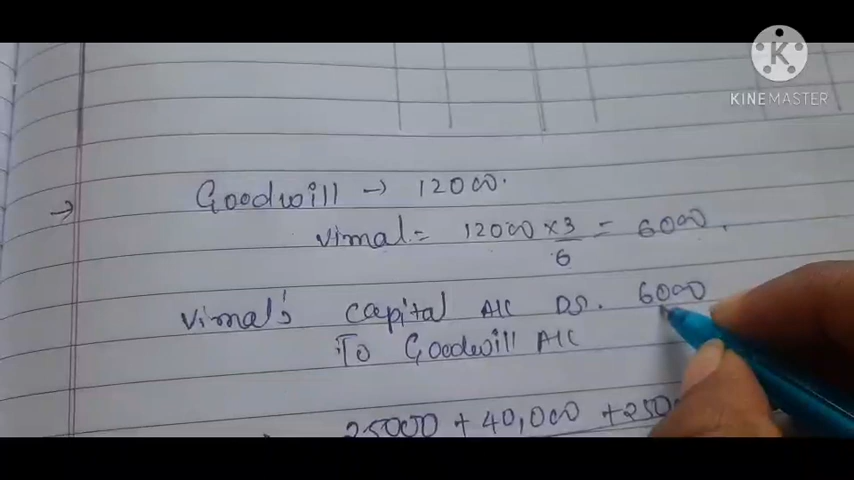 KINEMASTER
Goodwill → 12000.
Vimal = 12000 × 3/6 = 6000.
Vimal's capital A/C Dr. 6000
To Goodwill A/C
25000 + 40,000 + 250